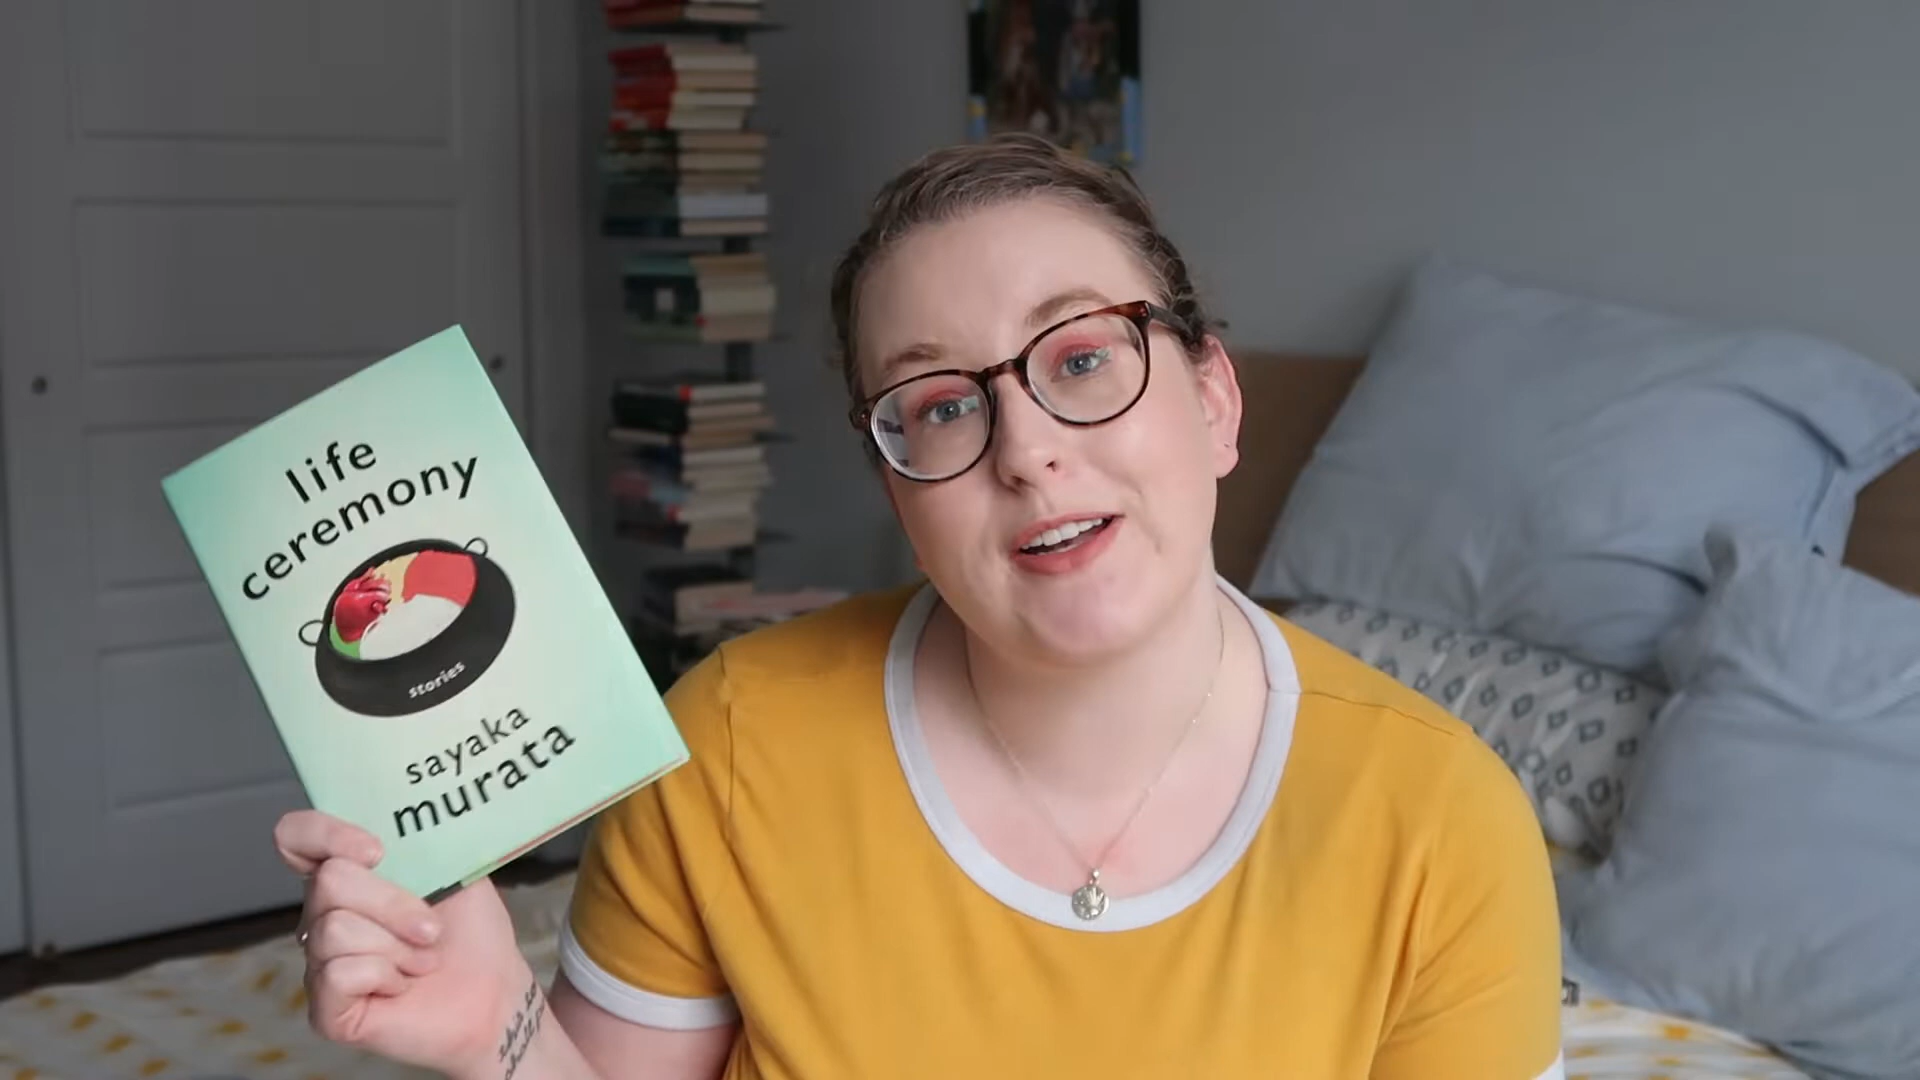 life
ceremony
stories
sayaka
murata